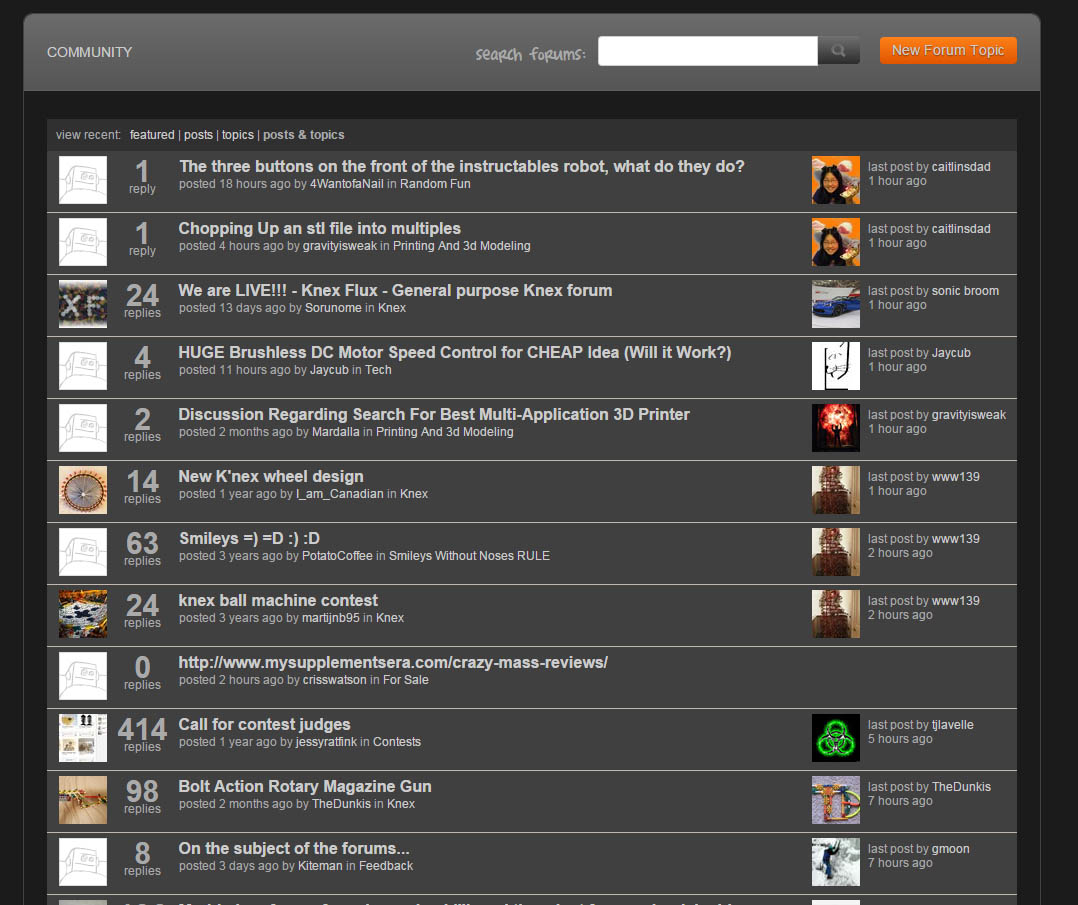 COMMUNITY
search forums:
New Forum Topic
view recent: featured | posts | topics | posts & topics
1
reply
The three buttons on the front of the instructables robot, what do they do?
posted 18 hours ago by 4WantofaNail in Random Fun
last post by caitlinsdad
1 hour ago
1
reply
Chopping Up an stl file into multiples
posted 4 hours ago by gravityisweak in Printing And 3d Modeling
last post by caitlinsdad
1 hour ago
XF
24
replies
We are LIVE!!! - Knex Flux - General purpose Knex forum
posted 13 days ago by Sorunome in Knex
last post by sonic broom
1 hour ago
4
replies
HUGE Brushless DC Motor Speed Control for CHEAP Idea (Will it Work?)
posted 11 hours ago by Jaycub in Tech
last post by Jaycub
1 hour ago
2
replies
Discussion Regarding Search For Best Multi-Application 3D Printer
posted 2 months ago by Mardalla in Printing And 3d Modeling
last post by gravityisweak
1 hour ago
14
replies
New K'nex wheel design
posted 1 year ago by I_am_Canadian in Knex
last post by www139
1 hour ago
63
replies
Smileys =) =D :) :D
posted 3 years ago by PotatoCoffee in Smileys Without Noses RULE
last post by www139
2 hours ago
24
replies
knex ball machine contest
posted 3 years ago by martijnb95 in Knex
last post by www139
2 hours ago
0
replies
http://www.mysupplementsera.com/crazy-mass-reviews/
posted 2 hours ago by crisswatson in For Sale
414
replies
Call for contest judges
posted 1 year ago by jessyratfink in Contests
last post by tjlavelle
5 hours ago
98
replies
Bolt Action Rotary Magazine Gun
posted 2 months ago by TheDunkis in Knex
TD
last post by TheDunkis
7 hours ago
8
replies
On the subject of the forums...
posted 3 days ago by Kiteman in Feedback
last post by gmoon
7 hours ago